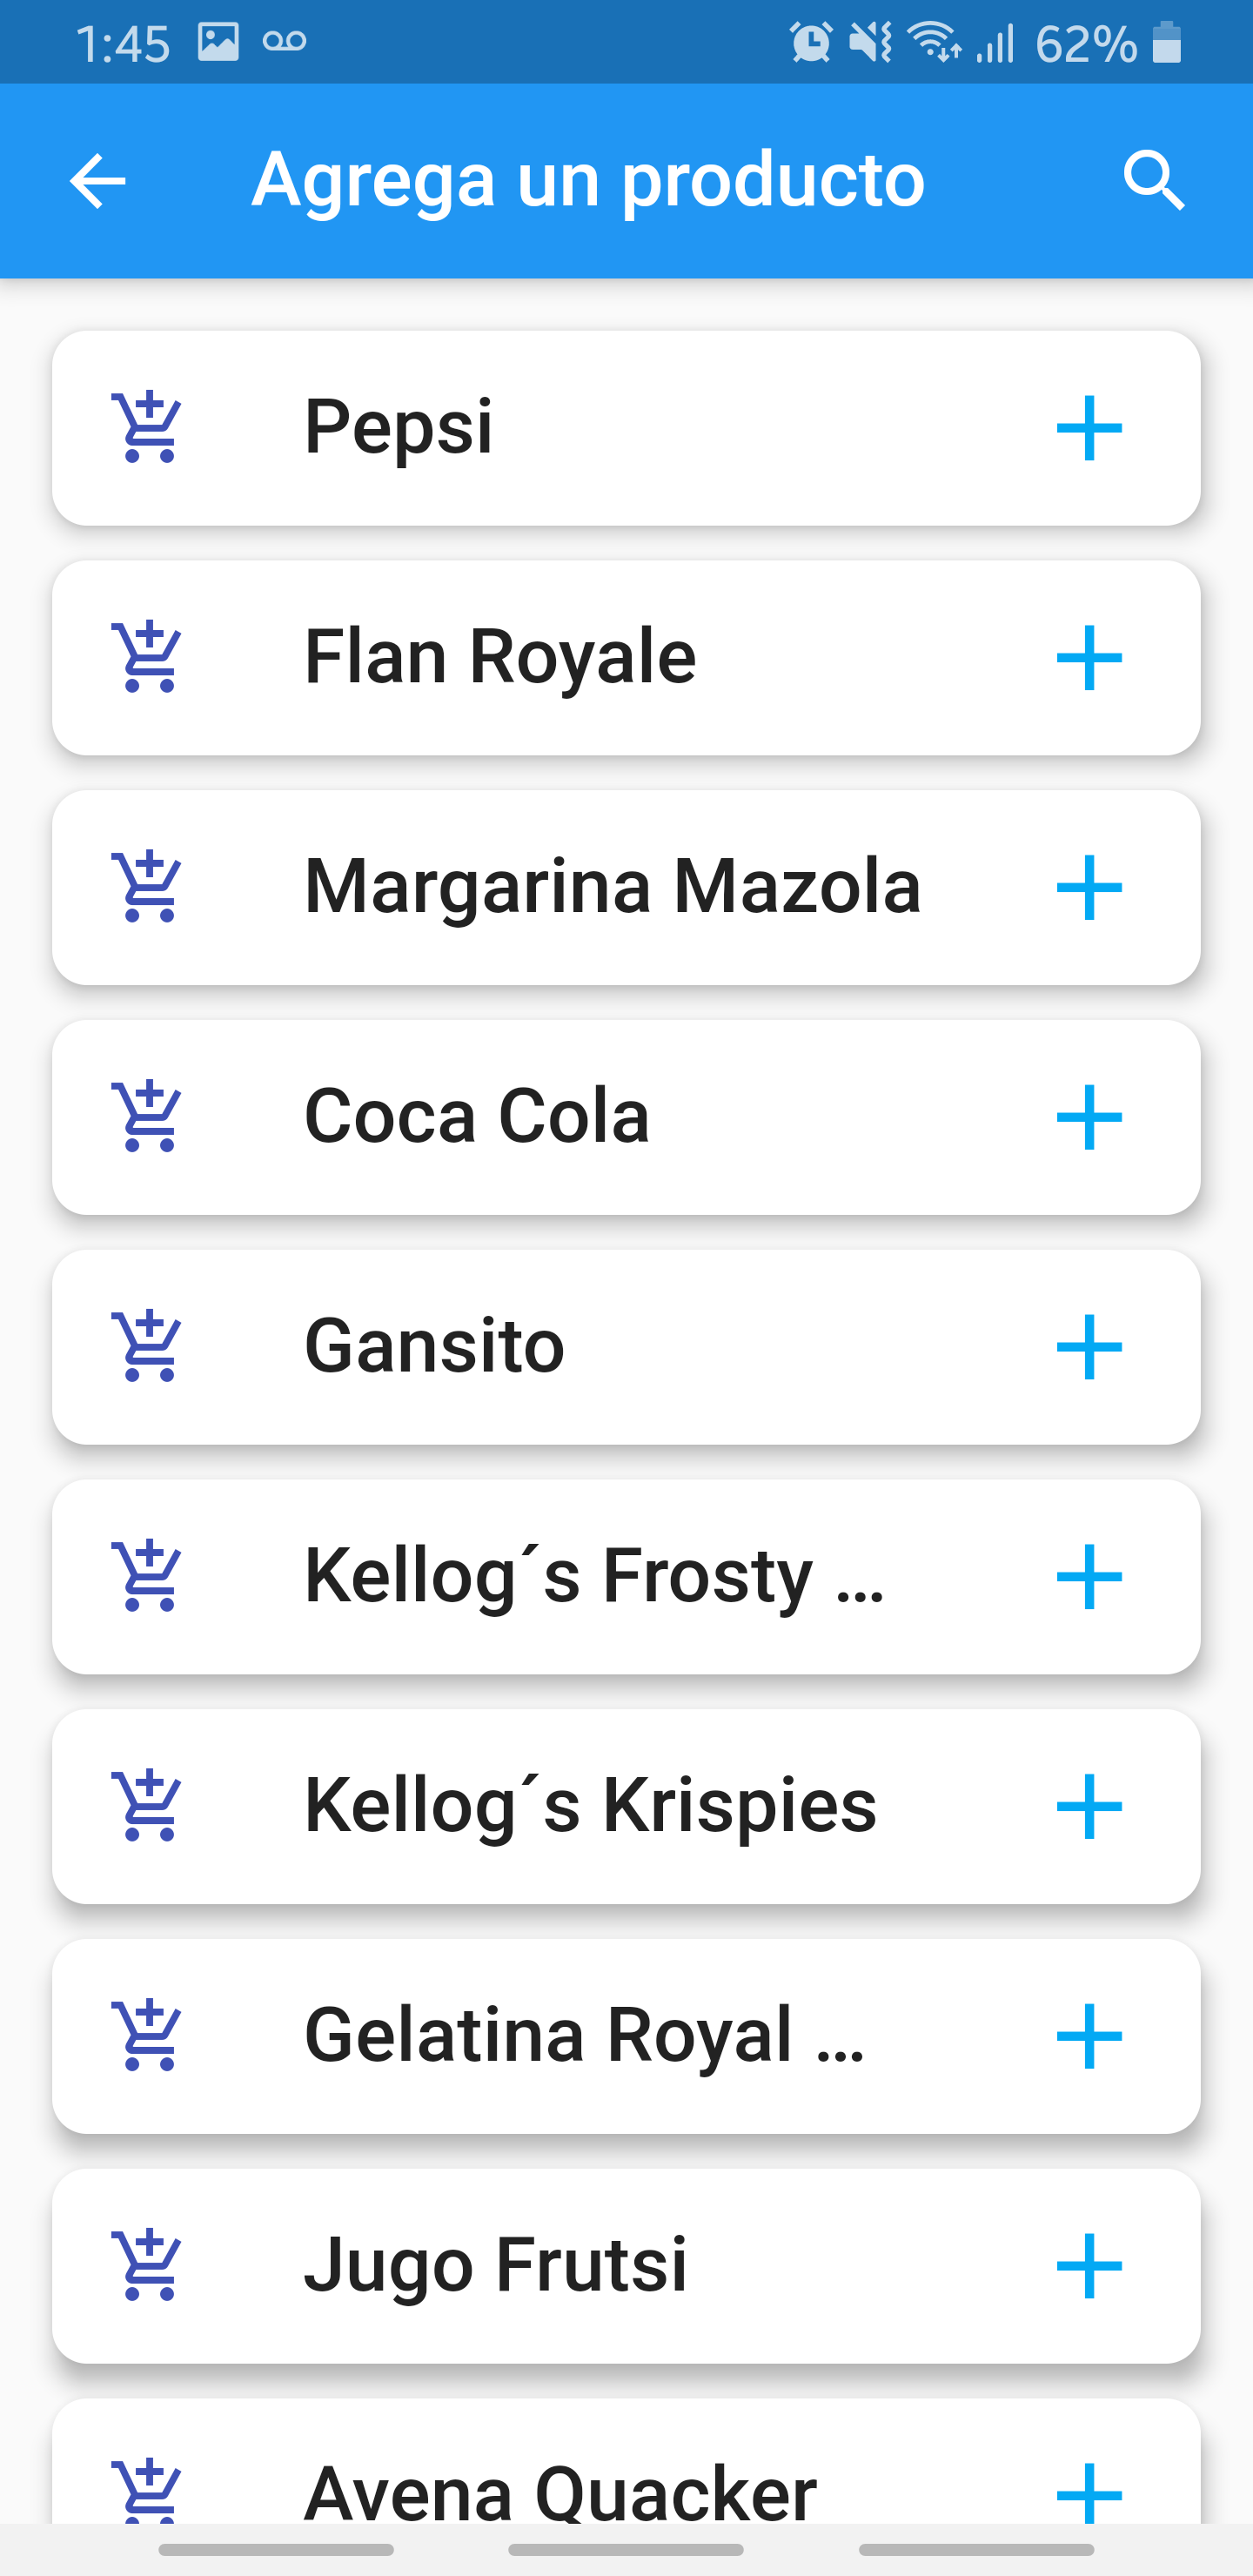 1:45 62%
Agrega un producto
Pepsi
Flan Royale
Margarina Mazola
Coca Cola
Gansito
Kellog´s Frosty ...
Kellog´s Krispies
Gelatina Royal ...
Jugo Frutsi
Avena Quacker